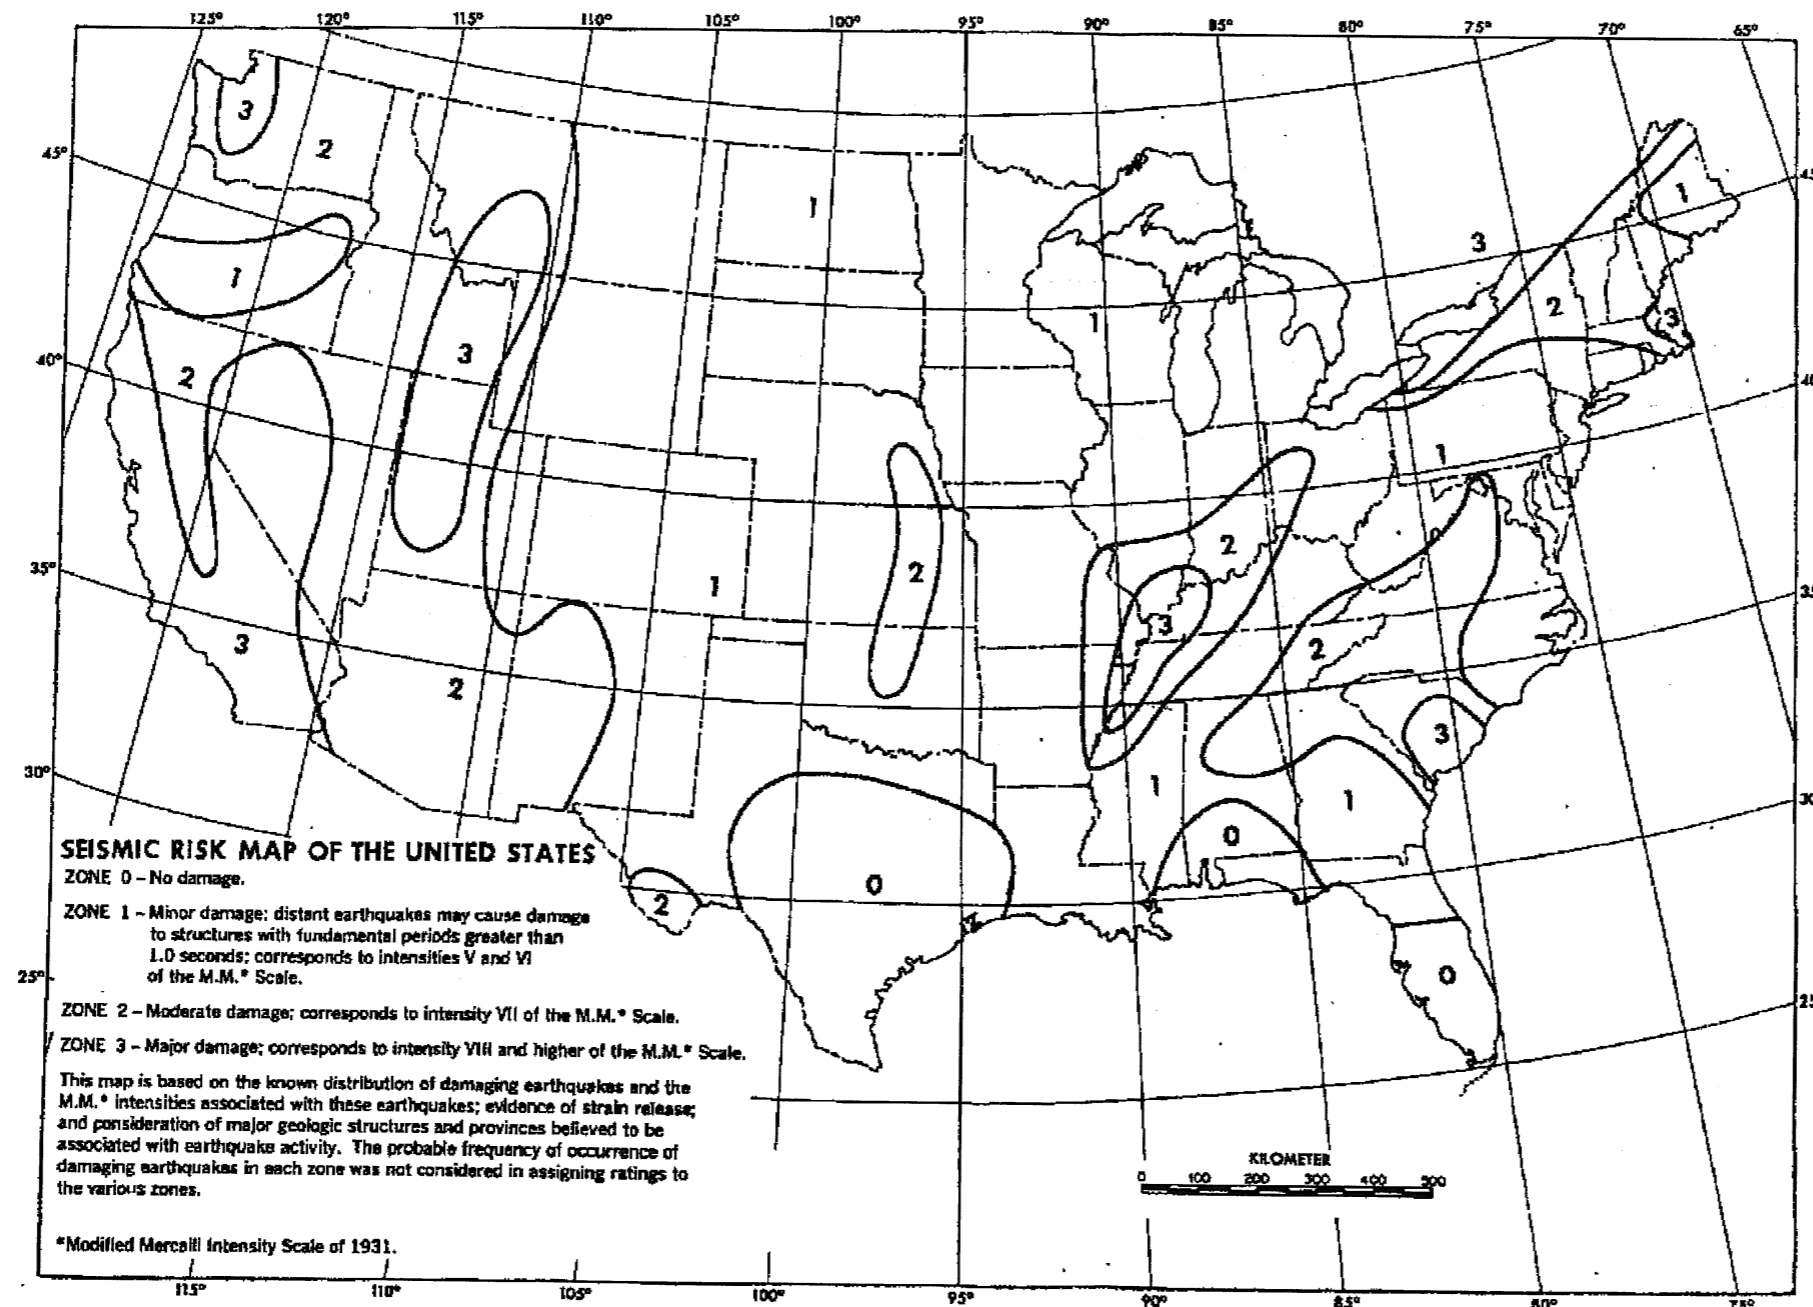 125° 120° 115° 110° 105° 100° 95° 90° 85° 80° 75° 70° 65°
3
2
45°
1
1
3
1
2
3
1
3
40°
2
1
2
2
35°
1
3
3
2
2
3
1
1
0
30°
0
2
0
25°
SEISMIC RISK MAP OF THE UNITED STATES
ZONE 0 – No damage.
ZONE 1 – Minor damage; distant earthquakes may cause damage
to structures with fundamental periods greater than
1.0 seconds; corresponds to intensities V and VI
of the M.M.* Scale.
ZONE 2 – Moderate damage; corresponds to intensity VII of the M.M.* Scale.
ZONE 3 – Major damage; corresponds to intensity VIII and higher of the M.M.* Scale.
This map is based on the known distribution of damaging earthquakes and the
M.M.* intensities associated with these earthquakes; evidence of strain release;
and consideration of major geologic structures and provinces believed to be
associated with earthquake activity. The probable frequency of occurrence of
damaging earthquakes in each zone was not considered in assigning ratings to
the various zones.
*Modified Mercalli Intensity Scale of 1931.
KILOMETER
0 100 200 300 400 500
115° 110° 105° 100° 95° 90° 85° 80° 75°